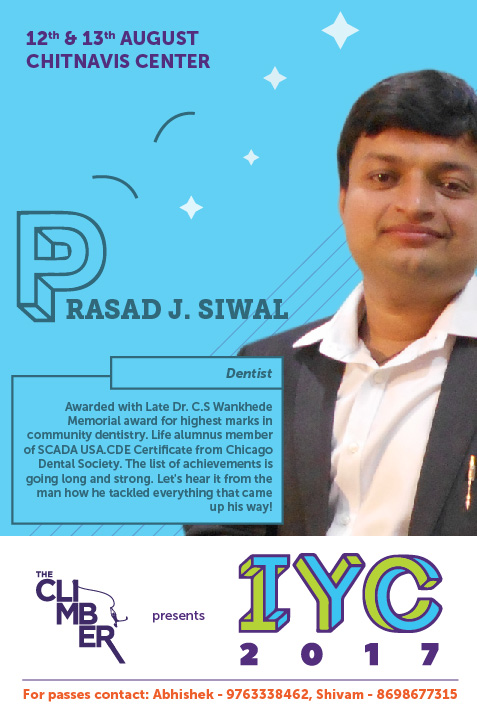 12th & 13th AUGUST
CHITNAVIS CENTER
PRASAD J. SIWAL
Dentist
Awarded with Late Dr. C.S Wankhede
Memorial award for highest marks in
community dentistry. Life alumnus member
of SCADA USA.CDE Certificate from Chicago
Dental Society. The list of achievements is
going long and strong. Let's hear it from the
man how he tackled everything that came
up his way!
THE
CLI
MB
ER
presents
IYC
2017
For passes contact: Abhishek - 9763338462, Shivam - 8698677315